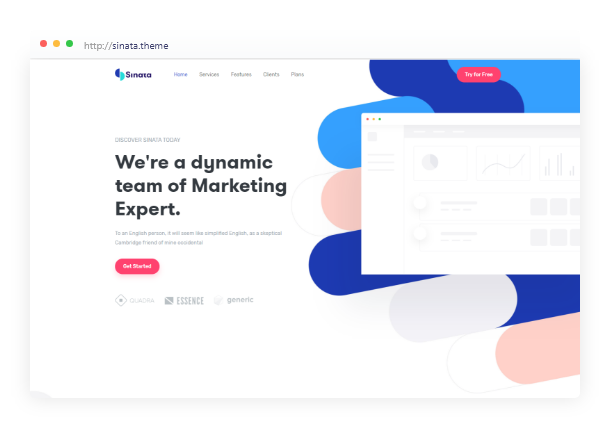 http://sinata.theme
Sinata
Home Services Features Clients Plans
Try for Free
DISCOVER SINATA TODAY
We're a dynamic
team of Marketing
Expert.
To an English person, it will seem like simplified English, as a skeptical
Cambridge friend of mine occidental
Get Started
QUADRA ESSENCE generic